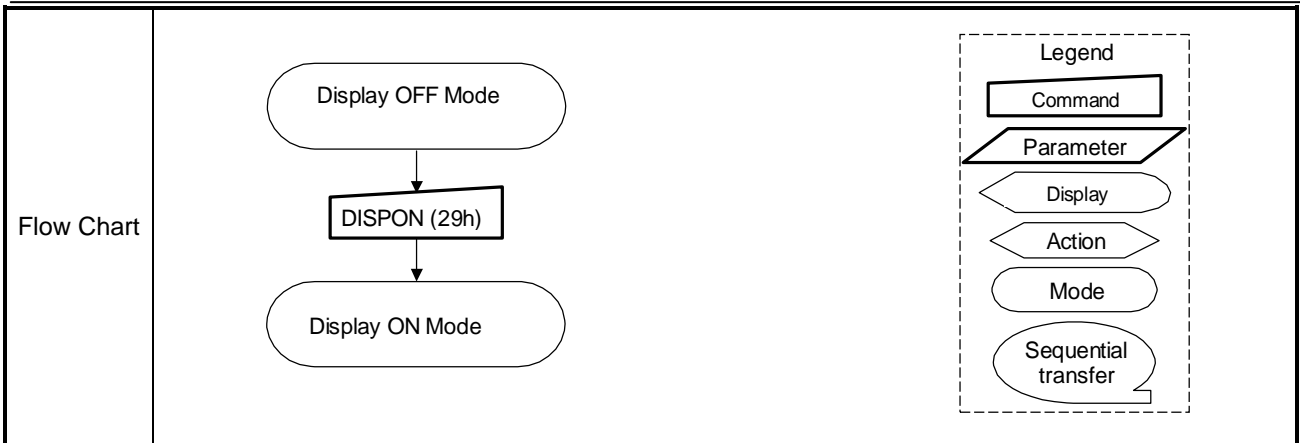 Flow Chart
Display OFF Mode
DISPON (29h)
Display ON Mode
Legend
Command
Parameter
Display
Action
Mode
Sequential
transfer